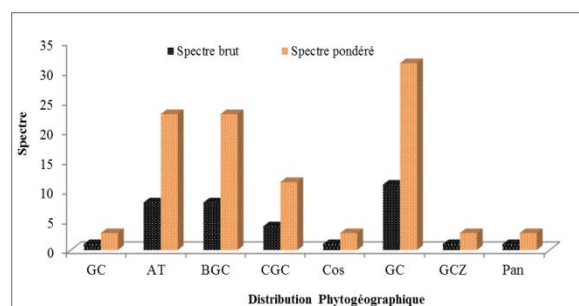 35
30
25
20
15
10
5
0
Spectre
Spectre brut
Spectre pondéré
GC AT BGC CGC Cos GC GCZ Pan
Distribution Phytogéographique